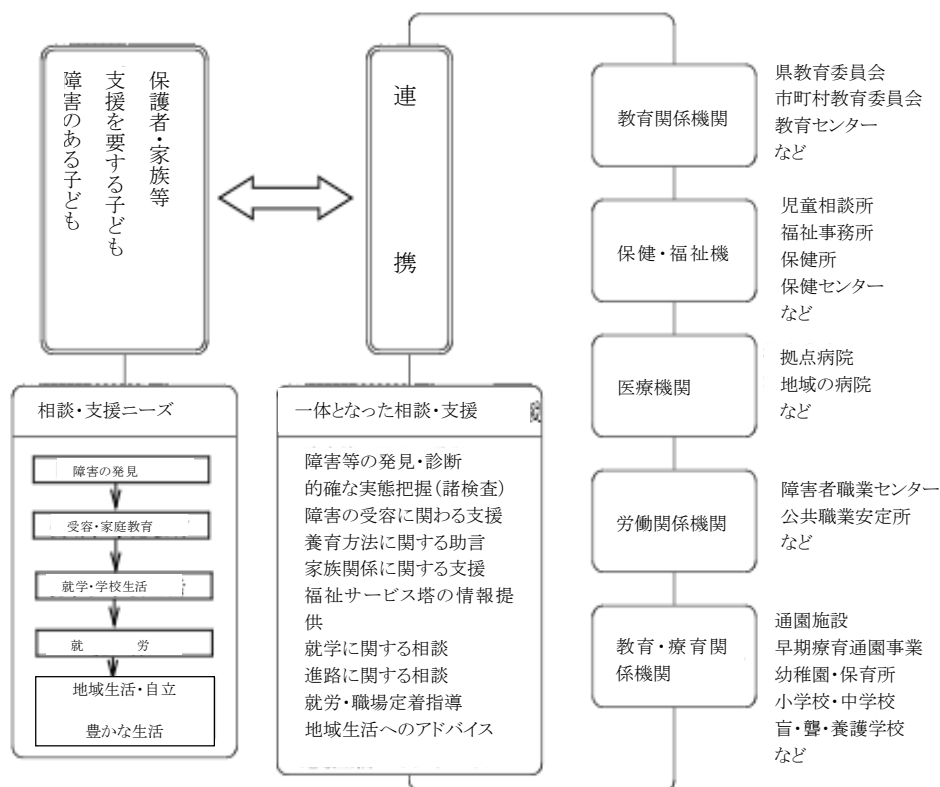 保護者・家族等
支援を要する子ども
障害のある子ども
連携
相談・支援ニーズ
障害の発見
受容・家庭教育
就学・学校生活
就 労
地域生活・自立
豊かな生活
一体となった相談・支援
障害等の発見・診断
的確な実態把握(諸検査)
障害の受容に関わる支援
養育方法に関する助言
家族関係に関する支援
福祉サービス塔の情報提
供
就学に関する相談
進路に関する相談
就労・職場定着指導
地域生活へのアドバイス
教育関係機関
県教育委員会
市町村教育委員会
教育センター
など
保健・福祉機
児童相談所
福祉事務所
保健所
保健センター
など
医療機関
拠点病院
地域の病院
など
労働関係機関
障害者職業センター
公共職業安定所
など
教育・療育関
係機関
通園施設
早期療育通園事業
幼稚園・保育所
小学校・中学校
盲・聾・養護学校
など